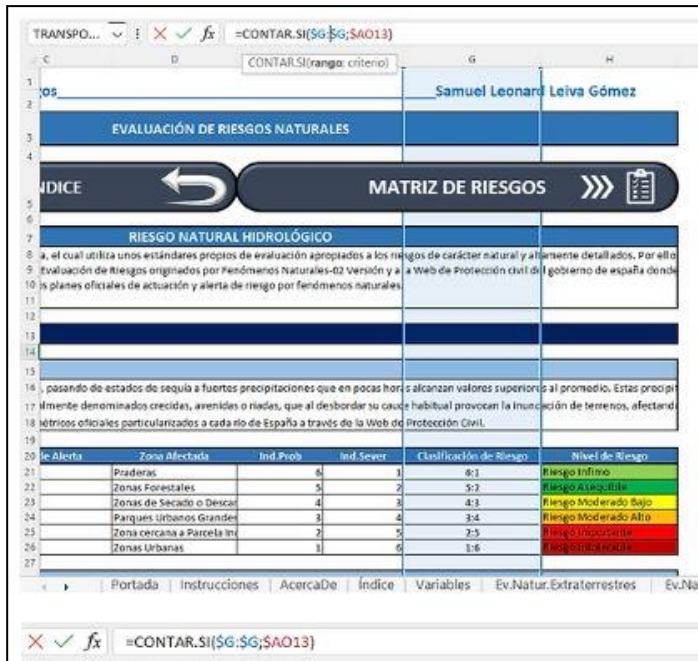 TRANSPO... fx =CONTAR.SI($G:$G;$AO13)
CONTAR.SI(rango; criterio)
C D G H
1 os Samuel Leonard Leiva Gómez
2
3 EVALUACIÓN DE RIESGOS NATURALES
4
5 NDICE MATRIZ DE RIESGOS
6
7 RIESGO NATURAL HIDROLÓGICO
8 a, el cual utiliza unos estándares propios de evaluación apropiados a los riesgos de carácter natural y altamente detallados. Por ello
9 Evaluación de Riesgos originados por Fenómenos Naturales-02 Versión y a a Web de Protección civil del gobierno de españa donde
10 s planes oficiales de actuación y alerta de riesgo por fenómenos naturales.
11
12
13
14
15
16 , pasando de estados de sequía a fuertes precipitaciones que en pocas horas alcanzan valores superiores al promedio. Estas precipit
17 lmente denominados crecidas, avenidas o riadas, que al desbordar su cauce habitual provocan la inundación de terrenos, afectand
18 métricos oficiales particularizados a cada río de España a través de la Web de Protección Civil.
19
20 de Alerta Zona Afectada Ind.Prob Ind.Sever Clasificación de Riesgo Nivel de Riesgo
21 Praderas 6 1 6:1 Riesgo Infimo
22 Zonas Forestales 5 2 5:2 Riesgo Asequible
23 Zonas de Secado o Descar 4 3 4:3 Riesgo Moderado Bajo
24 Parques Urbanos Grandes 3 4 3:4 Riesgo Moderado Alto
25 Zona cercana a Parcela In 2 5 2:5 Riesgo Importante
26 Zonas Urbanas 1 6 1:6 Riesgo Intolerable
27
Portada Instrucciones AcercaDe Índice Variables Ev.Natur.Extraterrestres Ev.Na
fx =CONTAR.SI($G:$G;$AO13)